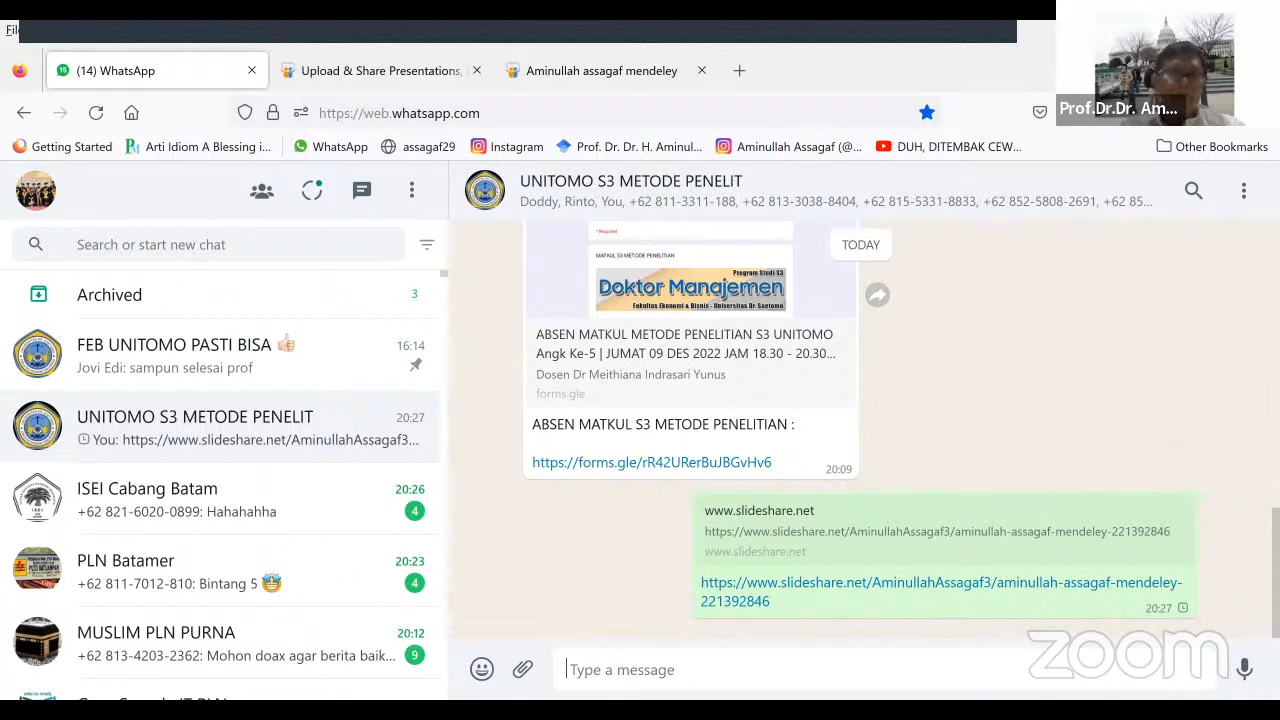 Fil
(14) WhatsApp
Upload & Share Presentations,
Aminullah assagaf mendeley
https://web.whatsapp.com
Prof.Dr.Dr. Am...
Getting Started
Arti Idiom A Blessing i...
WhatsApp
assagaf29
Instagram
Prof. Dr. Dr. H. Aminul...
Aminullah Assagaf (@...
DUH, DITEMBAK CEW...
Other Bookmarks
Search or start new chat
Archived
3
FEB UNITOMO PASTI BISA 👍🏻
16:14
Jovi Edi: sampun selesai prof
UNITOMO S3 METODE PENELIT
20:27
You: https://www.slideshare.net/AminullahAssagaf3...
ISEI Cabang Batam
20:26
+62 821-6020-0899: Hahahahha
4
PLN Batamer
20:23
+62 811-7012-810: Bintang 5 🤩
4
MUSLIM PLN PURNA
20:12
+62 813-4203-2362: Mohon doax agar berita baik...
9
UNITOMO S3 METODE PENELIT
Doddy, Rinto, You, +62 811-3311-188, +62 813-3038-8404, +62 815-5331-8833, +62 852-5808-2691, +62 85...
TODAY
* Required
MATKUL S3 METODE PENELITIAN
Program Studi S3
Doktor Manajemen
Fakultas Ekonomi & Bisnis - Universitas Dr. Soetomo
ABSEN MATKUL METODE PENELITIAN S3 UNITOMO
Angk Ke-5 | JUMAT 09 DES 2022 JAM 18.30 - 20.30...
Dosen Dr Meithiana Indrasari Yunus
forms.gle
ABSEN MATKUL S3 METODE PENELITIAN :
https://forms.gle/rR42URerBuJBGvHv6
20:09
www.slideshare.net
https://www.slideshare.net/AminullahAssagaf3/aminullah-assagaf-mendeley-221392846
www.slideshare.net
https://www.slideshare.net/AminullahAssagaf3/aminullah-assagaf-mendeley-
221392846
20:27
Type a message
zoom